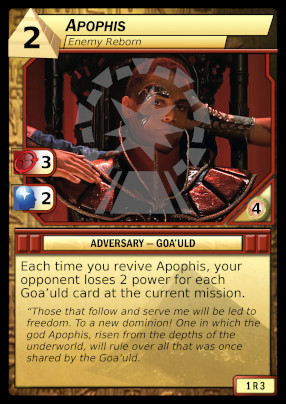 2
APOPHIS
Enemy Reborn
3
2
4
ADVERSARY – GOA'ULD
Each time you revive Apophis, your
opponent loses 2 power for each
Goa'uld card at the current mission.
"Those that follow and serve me will be led to
freedom. To a new dominion! One in which the
god Apophis, risen from the depths of the
underworld, will rule over all that was once
shared by the Goa'uld.
1 R 3